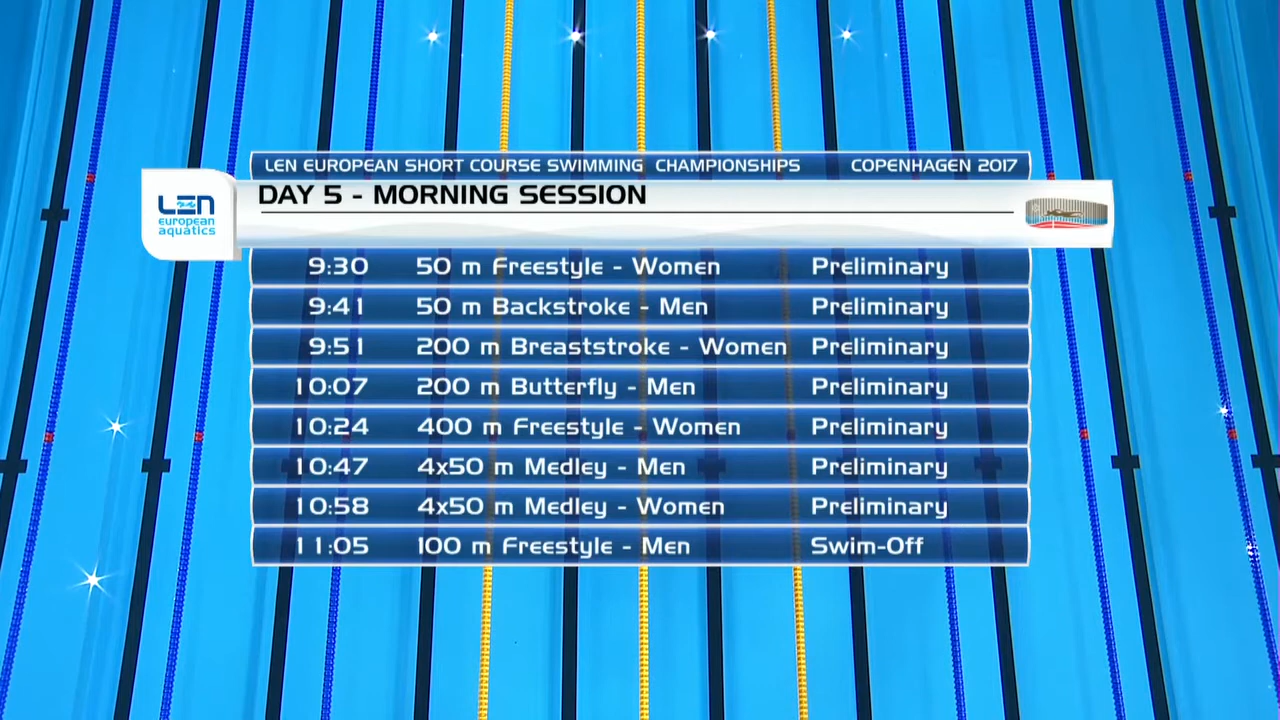 LEN EUROPEAN SHORT COURSE SWIMMING CHAMPIONSHIPS COPENHAGEN 2017
LEN
european
aquatics
DAY 5 - MORNING SESSION
9:30 50 m Freestyle - Women Preliminary
9:41 50 m Backstroke - Men Preliminary
9:51 200 m Breaststroke - Women Preliminary
10:07 200 m Butterfly - Men Preliminary
10:24 400 m Freestyle - Women Preliminary
10:47 4x50 m Medley - Men Preliminary
10:58 4x50 m Medley - Women Preliminary
11:05 100 m Freestyle - Men Swim-Off